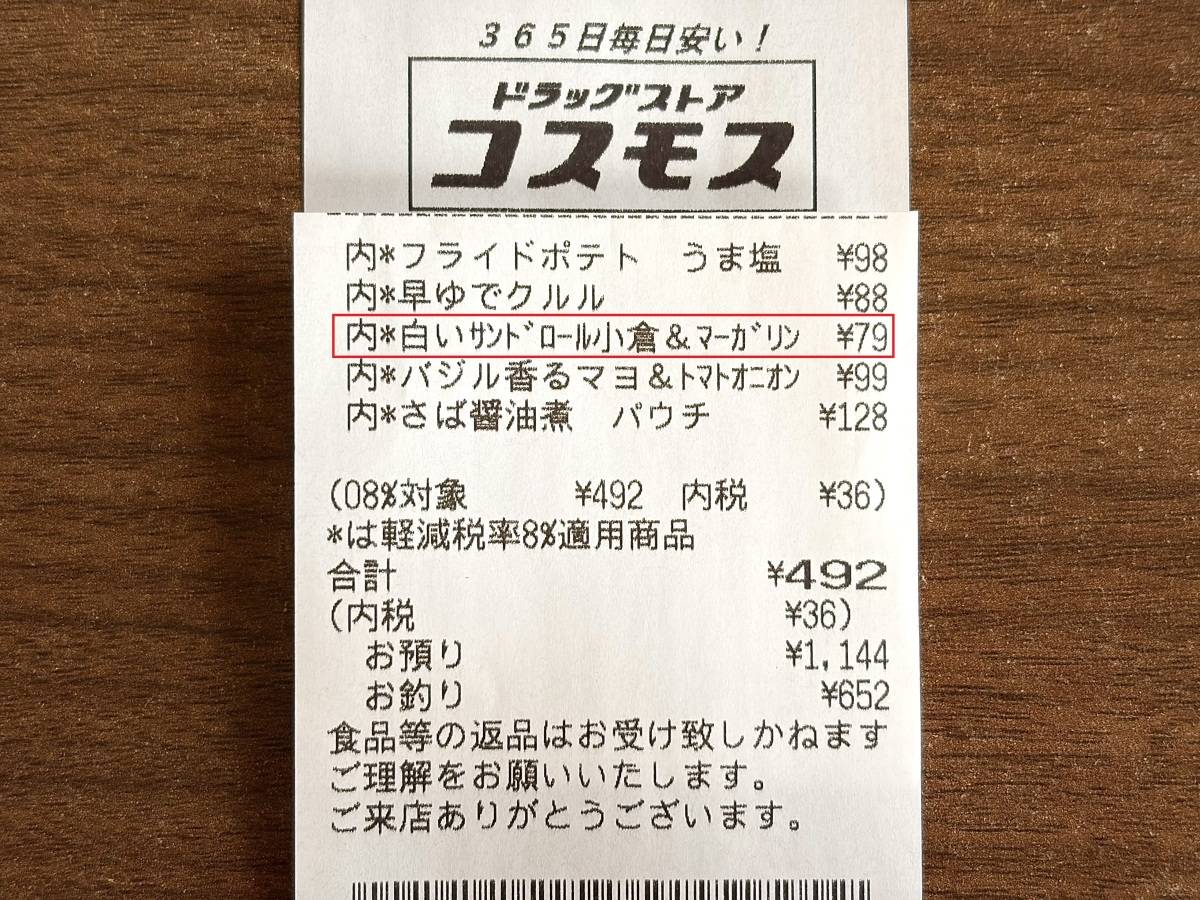 365日毎日安い!
ドラッグストア
コスモス
内*フライドポテト　うま塩　¥98
内*早ゆでクルル　¥88
内*白いｻﾝﾄﾞﾛｰﾙ小倉&ﾏｰｶﾞﾘﾝ　¥79
内*バジル香るマヨ&ﾄﾏﾄｵﾆｵﾝ　¥99
内*さば醤油煮　パウチ　¥128
(08%対象　¥492　内税　¥36)
*は軽減税率8%適用商品
合計　¥492
(内税　¥36)
お預り　¥1,144
お釣り　¥652
食品等の返品はお受け致しかねます
ご理解をお願いいたします。
ご来店ありがとうございます。